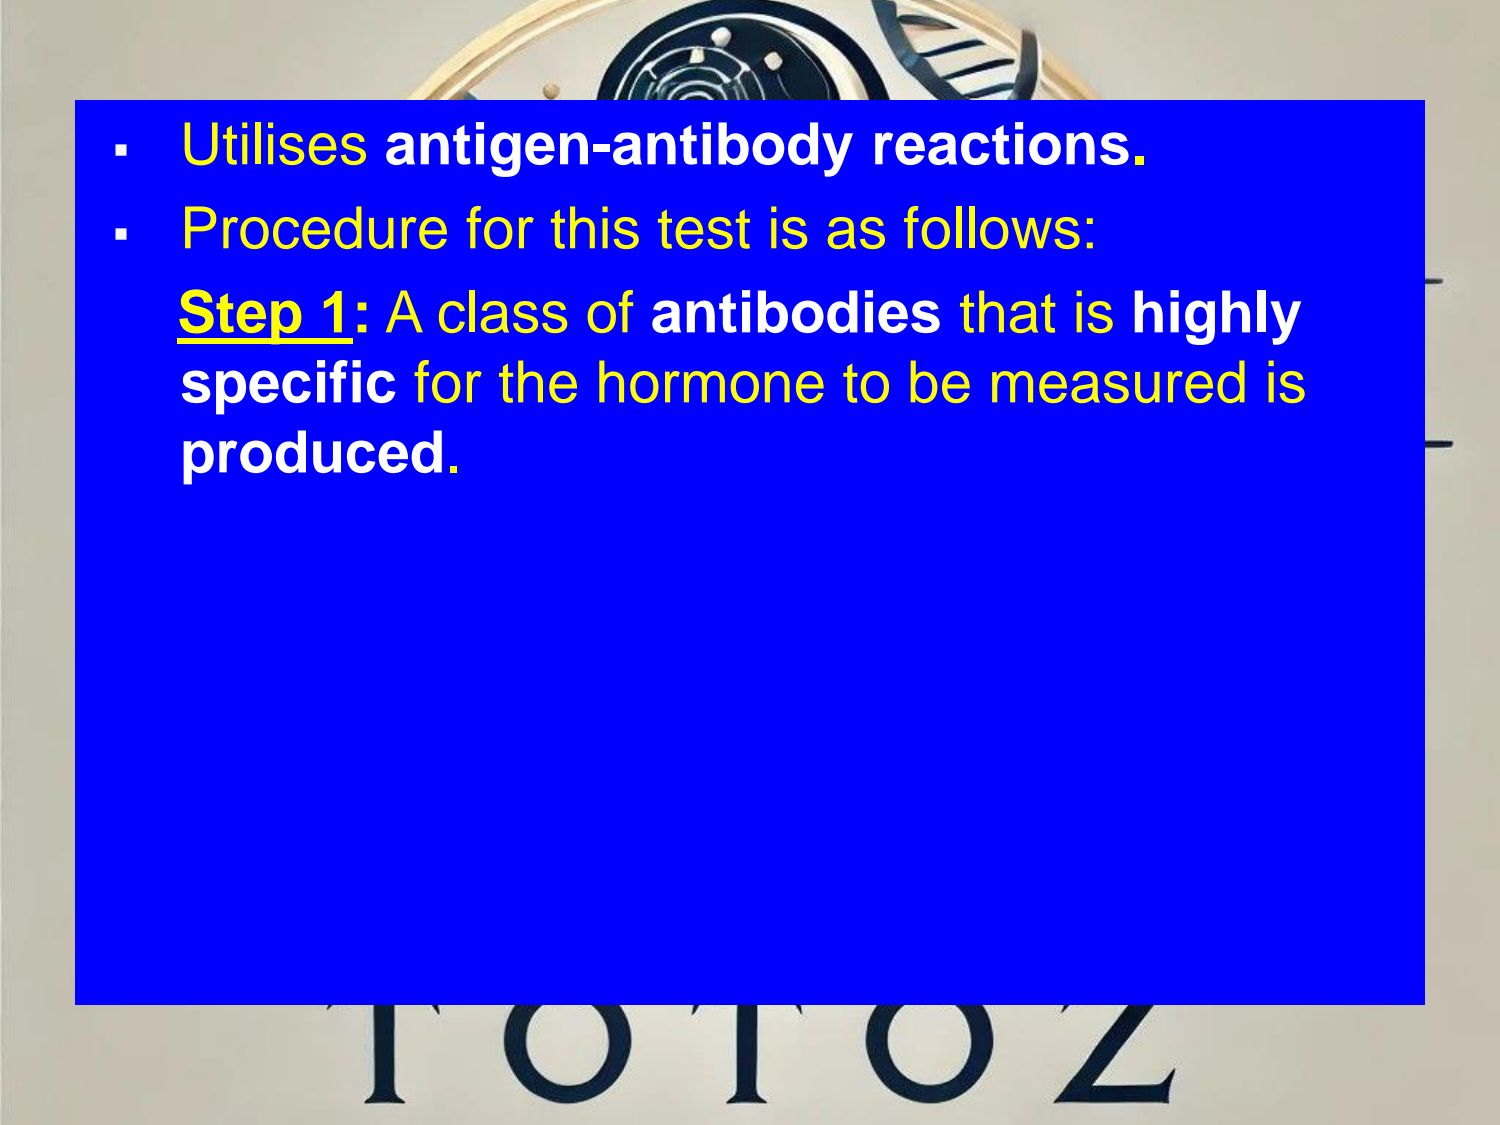 ▪ Utilises antigen-antibody reactions.
▪ Procedure for this test is as follows:
Step 1: A class of antibodies that is highly
specific for the hormone to be measured is
produced.
TOTOZ